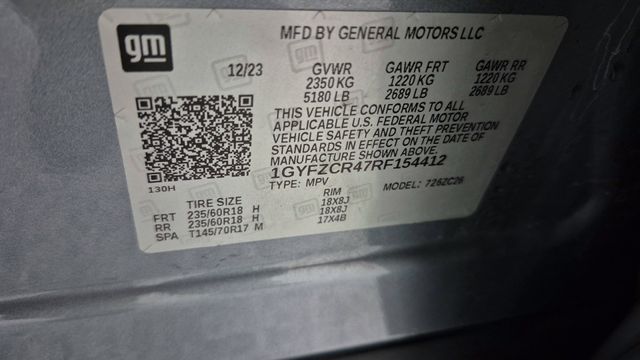 gm
MFD BY GENERAL MOTORS LLC
12/23 GVWR GAWR FRT GAWR RR
2350 KG 1220 KG 1220 KG
5180 LB 2689 LB 2689 LB
THIS VEHICLE CONFORMS TO ALL
APPLICABLE U.S. FEDERAL MOTOR
VEHICLE SAFETY AND THEFT PREVENTION
STANDARDS IN EFFECT ON THE DATE OF
MANUFACTURE SHOWN ABOVE.
1GYFZCR47RF154412
130H TYPE: MPV MODEL: 726ZC26
TIRE SIZE RIM
FRT 235/60R18 H 18X8J
RR 235/60R18 H 18X8J
SPA T145/70R17 M 17X4B